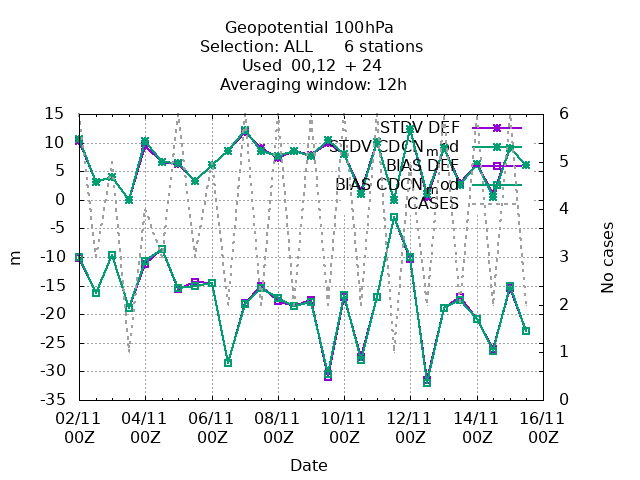 Geopotential 100hPa
Selection: ALL 6 stations
Used 00,12 + 24
Averaging window: 12h
15
10
5
0
-5
-10
-15
-20
-25
-30
-35
m
6
5
4
3
2
1
0
No cases
STDV DEF
STDV CDCN_mod
BIAS DEF
BIAS CDCN_mod
CASES
02/11 04/11 06/11 08/11 10/11 12/11 14/11 16/11
00Z 00Z 00Z 00Z 00Z 00Z 00Z 00Z
Date